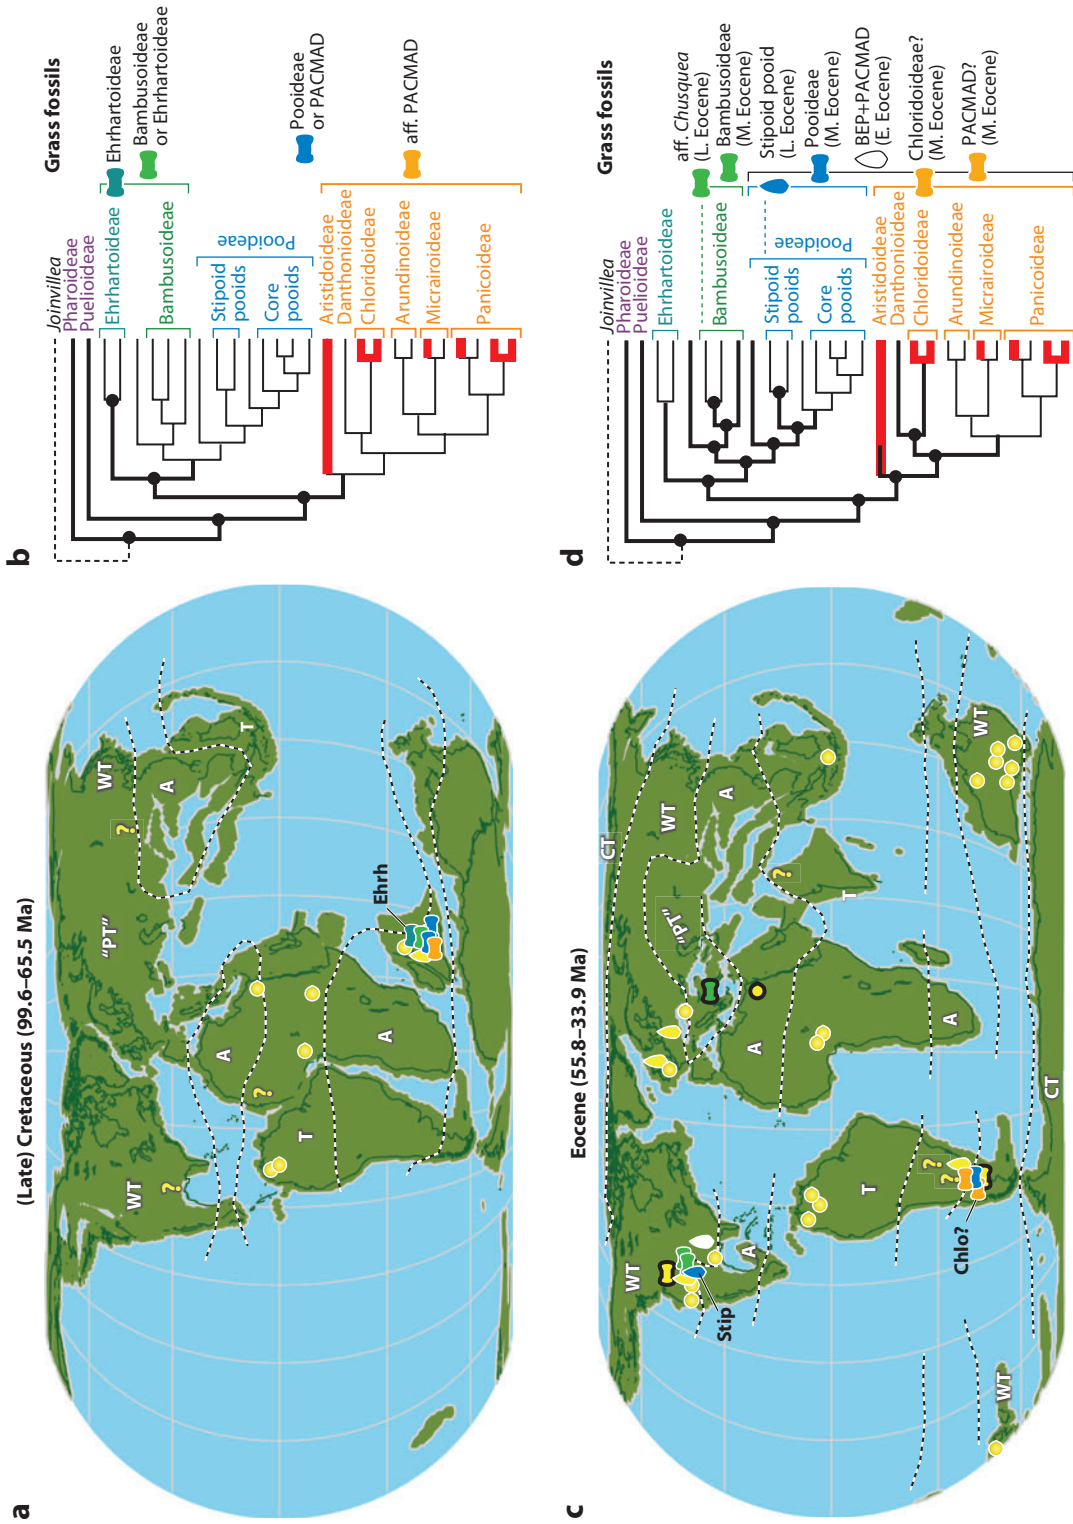 a
(Late) Cretaceous (99.6–65.5 Ma)
WT
"PT"
WT
A
T
?
?
?
A
T
A
Ehrh
b
Grass fossils
Joinvillea
Pharoideae
Puelioideae
Ehrhartoideae
Bambusoideae
Stipoid
pooids
Core
pooids
Pooideae
Aristidoideae
Danthonioideae
Chloridoideae
Arundinoideae
Micrairoideae
Panicoideae
Ehrhartoideae
Bambusoideae
or Ehrhartoideae
Pooideae
or PACMAD
aff. PACMAD
c
Eocene (55.8–33.9 Ma)
CT
WT
"PT"
WT
A
A
A
?
T
T
?
?
A
WT
WT
CT
Stip
Chlo?
d
Grass fossils
Joinvillea
Pharoideae
Puelioideae
Ehrhartoideae
Bambusoideae
Stipoid
pooids
Core
pooids
Pooideae
Aristidoideae
Danthonioideae
Chloridoideae
Arundinoideae
Micrairoideae
Panicoideae
aff. Chusquea
(L. Eocene)
Bambusoideae
(M. Eocene)
Stipoid pooid
(L. Eocene)
Pooideae
(M. Eocene)
BEP+PACMAD
(E. Eocene)
Chloridoideae?
(M. Eocene)
PACMAD?
(M. Eocene)